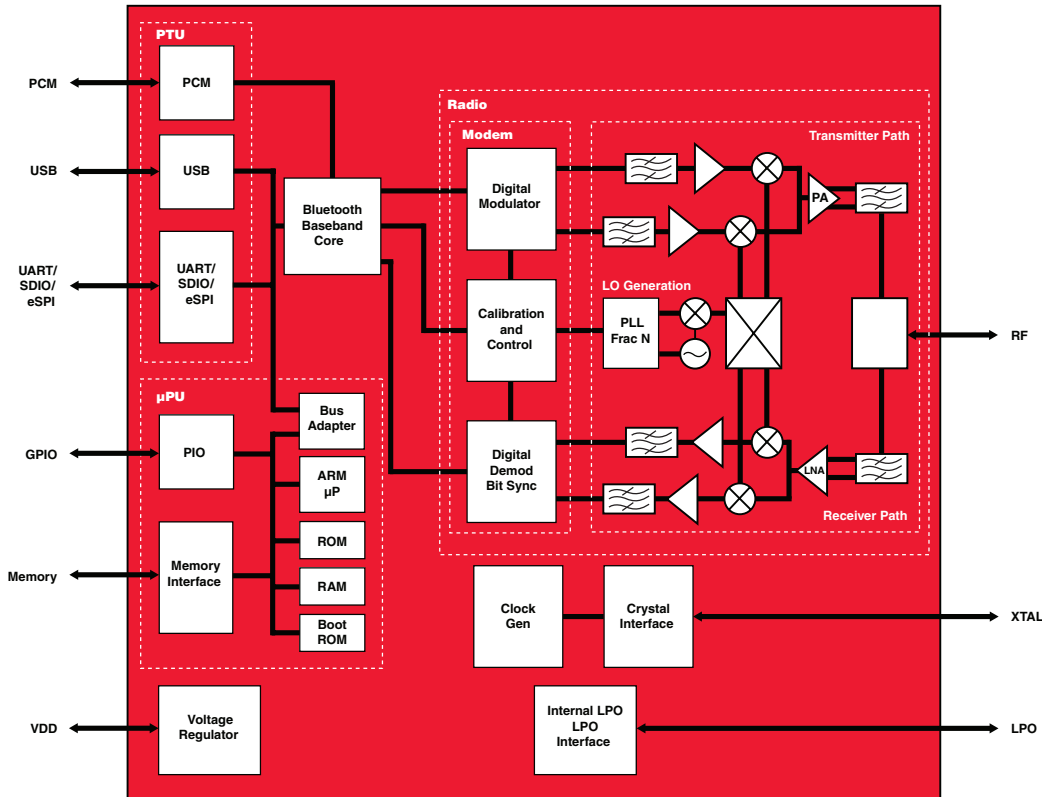 PTU
PCM
PCM
USB
USB
UART/
SDIO/
eSPI
UART/
SDIO/
eSPI
Bluetooth
Baseband
Core
Radio
Modem
Digital
Modulator
Calibration
and
Control
Digital
Demod
Bit Sync
Transmitter Path
PA
LO Generation
PLL
Frac N
RF
LNA
Receiver Path
µPU
GPIO
PIO
Bus
Adapter
ARM
µP
ROM
RAM
Boot
ROM
Memory
Memory
Interface
Clock
Gen
Crystal
Interface
XTAL
VDD
Voltage
Regulator
Internal LPO
LPO
Interface
LPO